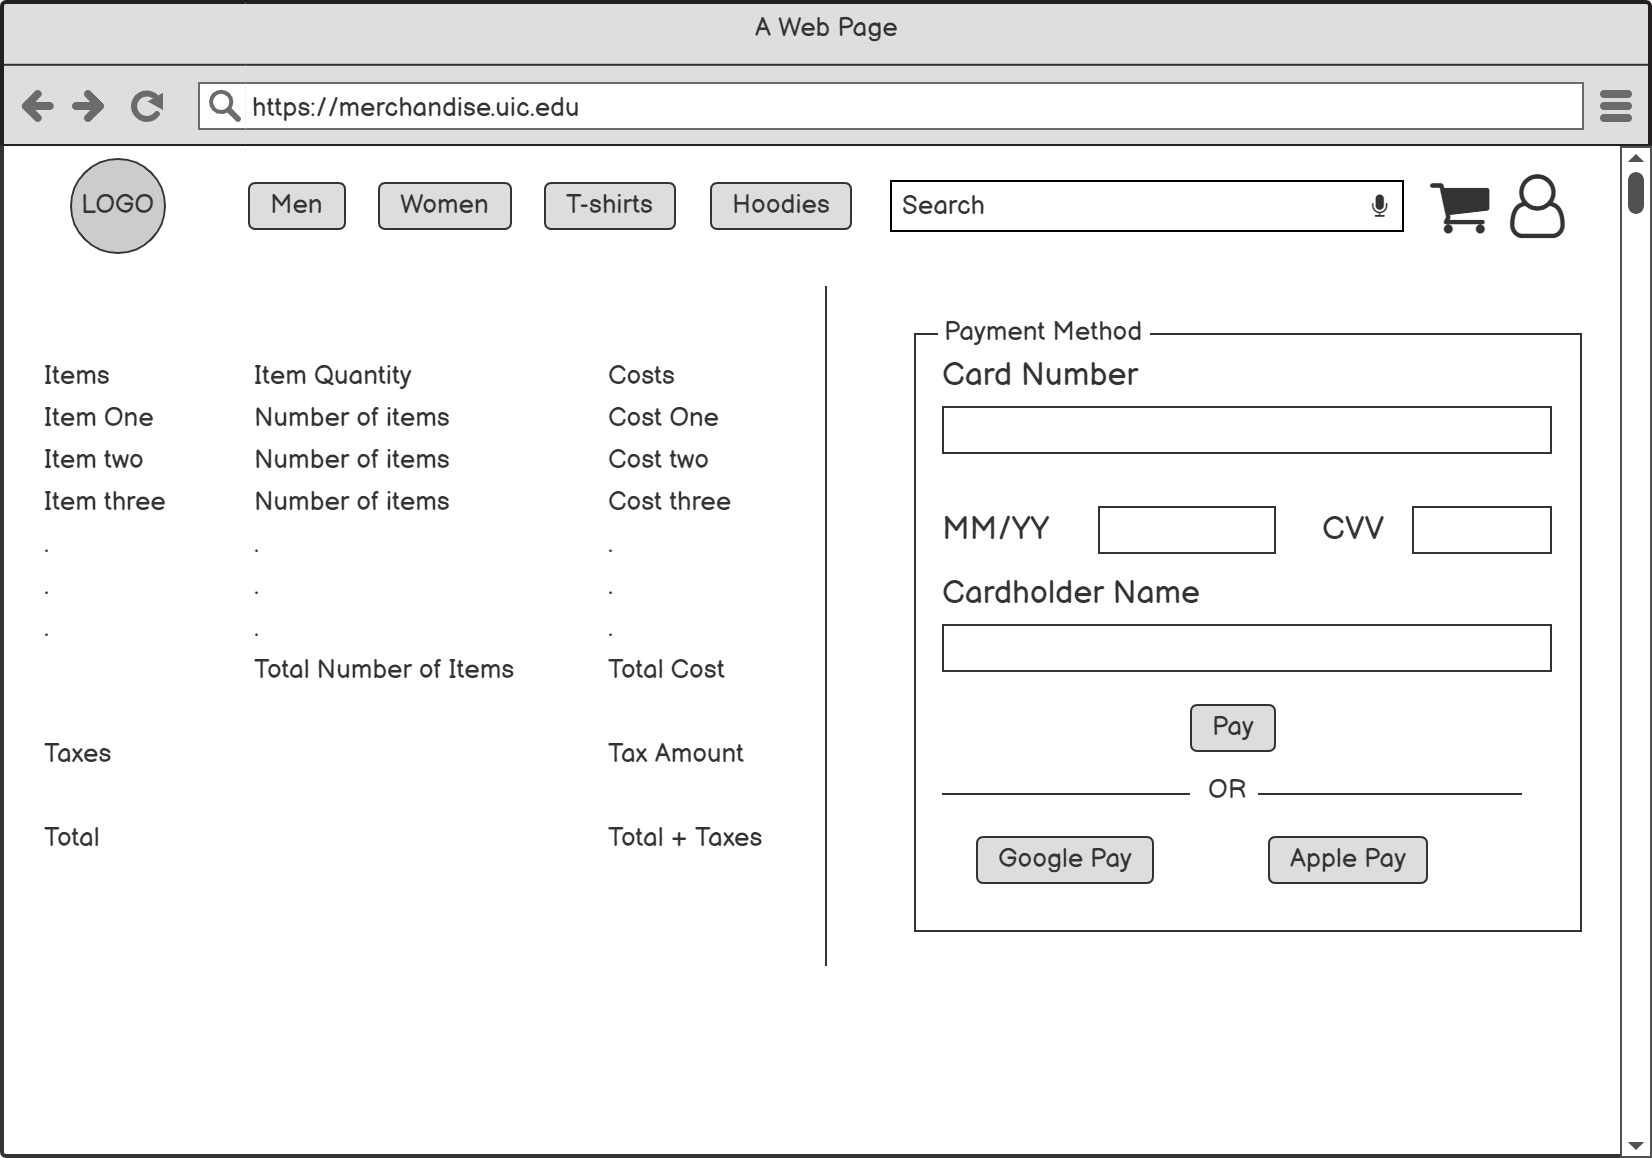 A Web Page
https://merchandise.uic.edu
LOGO Men Women T-shirts Hoodies Search
Items Item Quantity Costs
Item One Number of items Cost One
Item two Number of items Cost two
Item three Number of items Cost three
. . .
. . .
. . .
Total Number of Items Total Cost
Taxes Tax Amount
Total Total + Taxes
Payment Method
Card Number
MM/YY CVV
Cardholder Name
Pay
OR
Google Pay Apple Pay